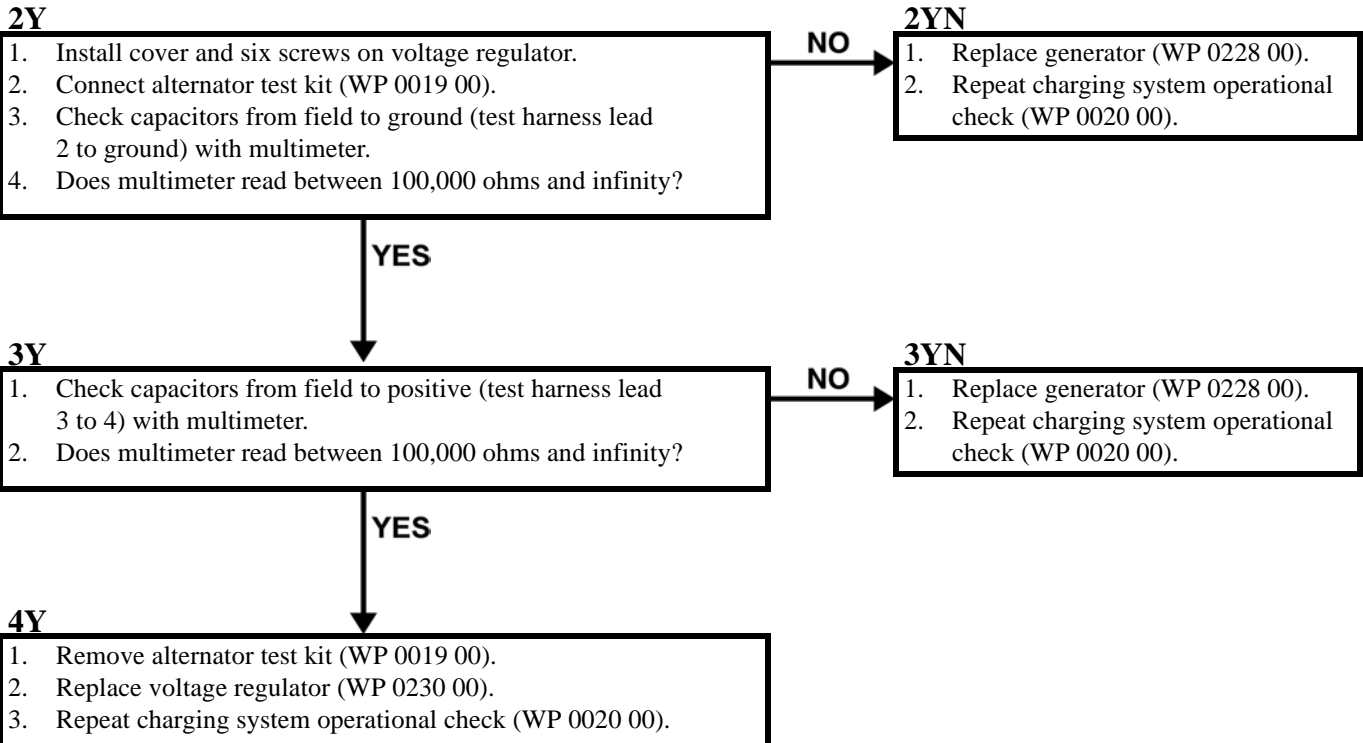 2Y
1. Install cover and six screws on voltage regulator.
2. Connect alternator test kit (WP 0019 00).
3. Check capacitors from field to ground (test harness lead
2 to ground) with multimeter.
4. Does multimeter read between 100,000 ohms and infinity?
NO
2YN
1. Replace generator (WP 0228 00).
2. Repeat charging system operational
check (WP 0020 00).
YES
3Y
1. Check capacitors from field to positive (test harness lead
3 to 4) with multimeter.
2. Does multimeter read between 100,000 ohms and infinity?
NO
3YN
1. Replace generator (WP 0228 00).
2. Repeat charging system operational
check (WP 0020 00).
YES
4Y
1. Remove alternator test kit (WP 0019 00).
2. Replace voltage regulator (WP 0230 00).
3. Repeat charging system operational check (WP 0020 00).